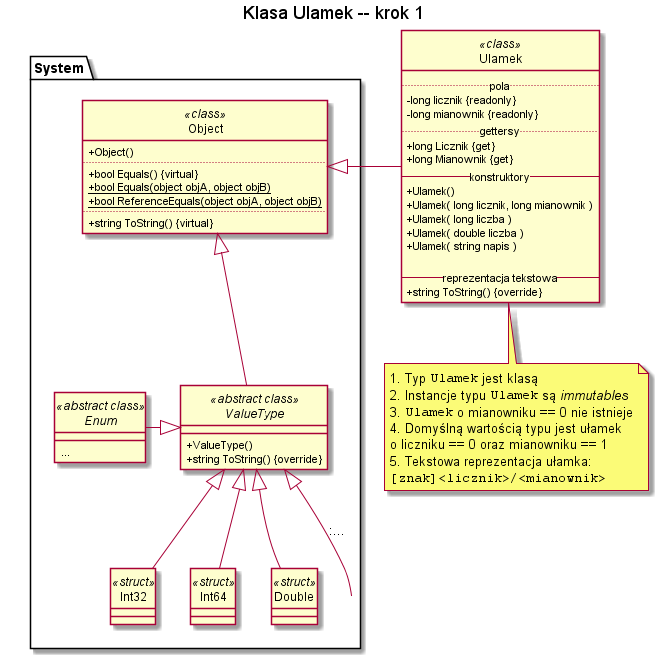 Klasa Ulamek -- krok 1
System
«class»
Object
+Object()
+bool Equals() {virtual}
+bool Equals(object objA, object objB)
+bool ReferenceEquals(object objA, object objB)
+string ToString() {virtual}
«class»
Ulamek
pola
-long licznik {readonly}
-long mianownik {readonly}
gettersy
+long Licznik {get}
+long Mianownik {get}
konstruktory
+Ulamek()
+Ulamek( long licznik, long mianownik )
+Ulamek( long liczba )
+Ulamek( double liczba )
+Ulamek( string napis )
reprezentacja tekstowa
+string ToString() {override}
1. Typ Ulamek jest klasą
2. Instancje typu Ulamek są immutables
3. Ulamek o mianowniku == 0 nie istnieje
4. Domyślną wartością typu jest ułamek
o liczniku == 0 oraz mianowniku == 1
5. Tekstowa reprezentacja ułamka:
[znak]<licznik>/<mianownik>
«abstract class»
Enum
...
«abstract class»
ValueType
+ValueType()
+string ToString() {override}
:...
«struct»
Int32
«struct»
Int64
«struct»
Double